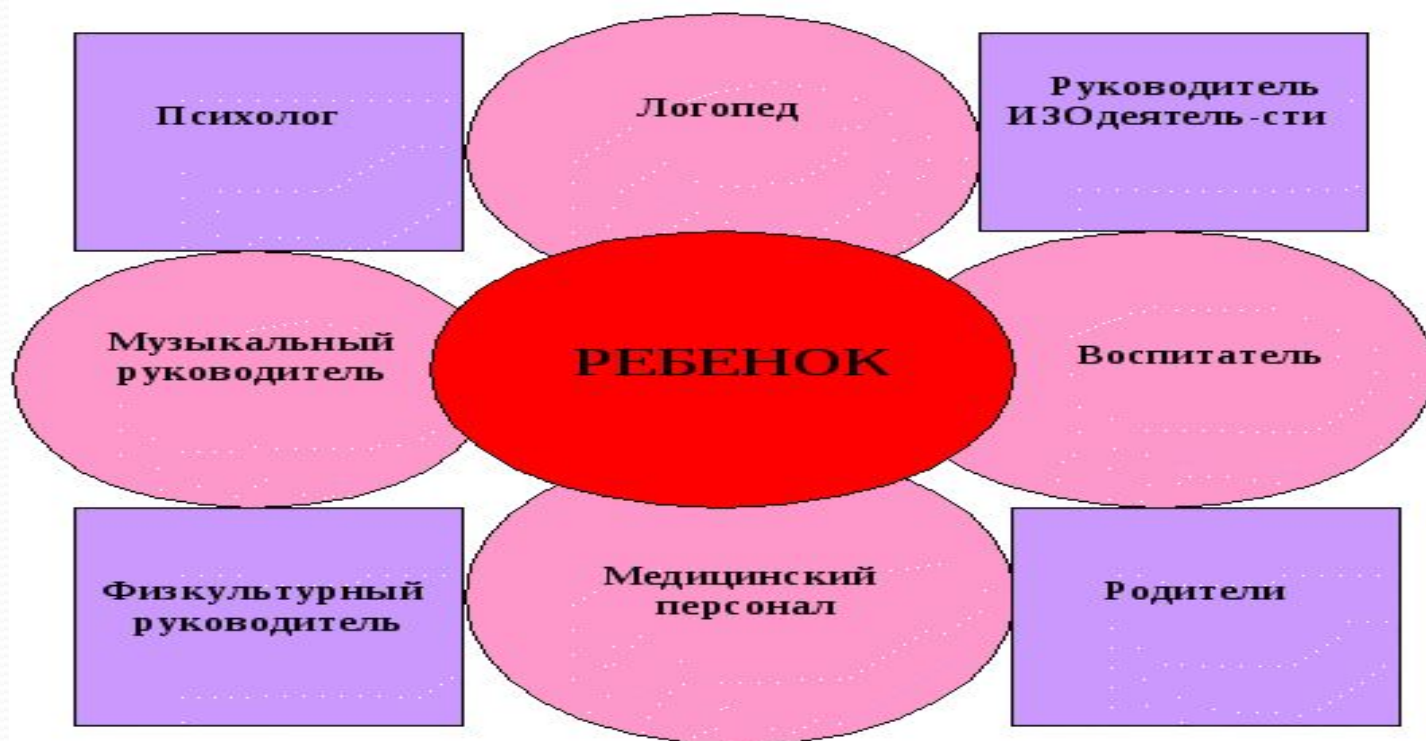 Психолог
Логопед
Руководитель
ИЗОдеятель-сти
Музыкальный
руководитель
РЕБЕНОК
Воспитатель
Физкультурный
руководитель
Медицинский
персонал
Родители